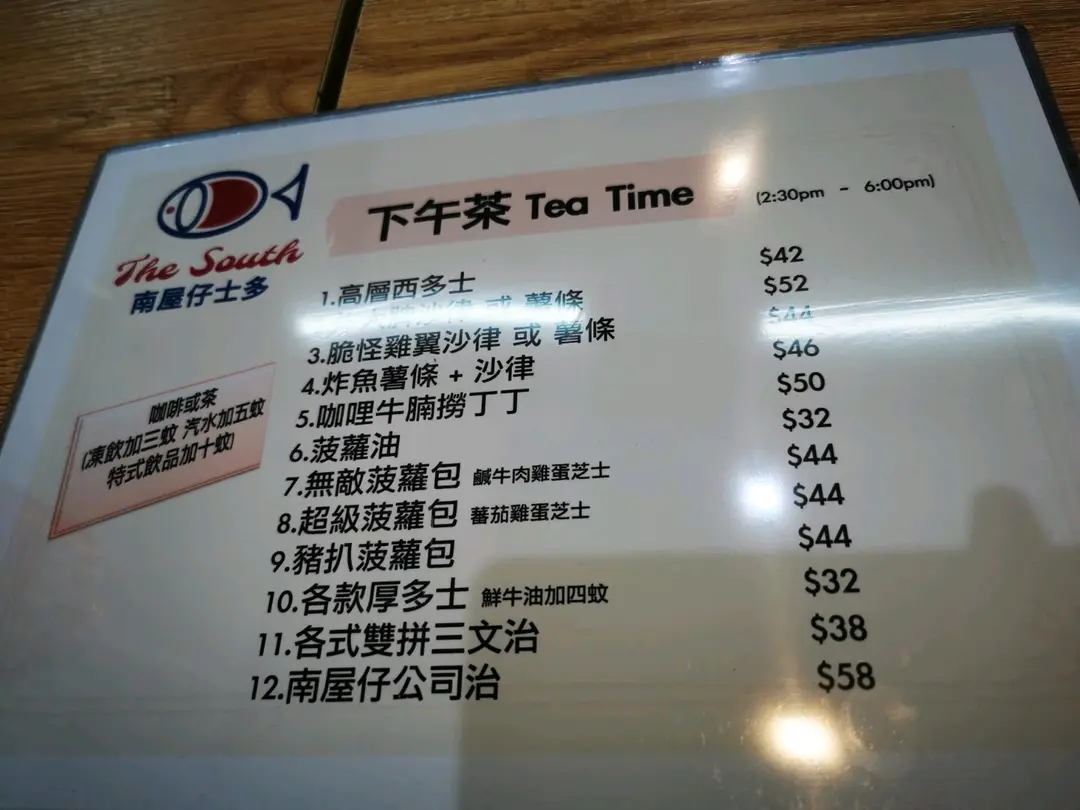 The South
南屋仔士多
下午茶 Tea Time (2:30pm - 6:00pm)
咖啡或茶
(凍飲加三蚊 汽水加五蚊
特式飲品加十蚊)
1.高層西多士 $42
沙律 或 薯條 $52
3.脆怪雞翼沙律 或 薯條 $44
4.炸魚薯條 + 沙律 $46
5.咖哩牛腩撈丁丁 $50
6.菠蘿油 $32
7.無敵菠蘿包 鹹牛肉雞蛋芝士 $44
8.超級菠蘿包 蕃茄雞蛋芝士 $44
9.豬扒菠蘿包 $44
10.各款厚多士 鮮牛油加四蚊 $32
11.各式雙拼三文治 $38
12.南屋仔公司治 $58